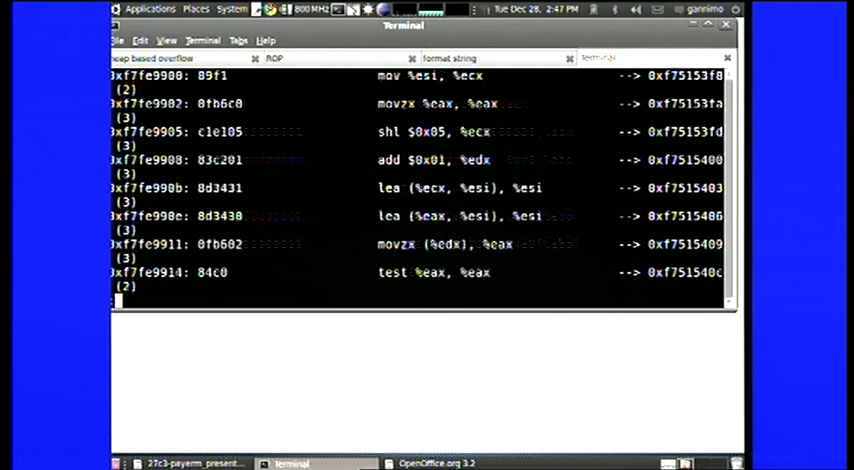 Applications Places System 800 MHz Tue Dec 28, 2:47 PM gannimo
Terminal
File Edit View Terminal Tabs Help
heap based overflow ROP format string Terminal
0xf7fe9900: 89f1 mov %esi, %ecx --> 0xf75153f8
(2)
0xf7fe9902: 0fb6c0 movzx %eax, %eax --> 0xf75153fa
(3)
0xf7fe9905: c1e105 shl $0x05, %ecx --> 0xf75153fd
(3)
0xf7fe9908: 83c201 add $0x01, %edx --> 0xf7515400
(3)
0xf7fe990b: 8d3431 lea (%ecx, %esi), %esi --> 0xf7515403
(3)
0xf7fe990e: 8d3430 lea (%eax, %esi), %esi --> 0xf7515406
(3)
0xf7fe9911: 0fb602 movzx (%edx), %eax --> 0xf7515409
(3)
0xf7fe9914: 84c0 test %eax, %eax --> 0xf751540c
(2)
:
27c3-payerm_present... Terminal OpenOffice.org 3.2